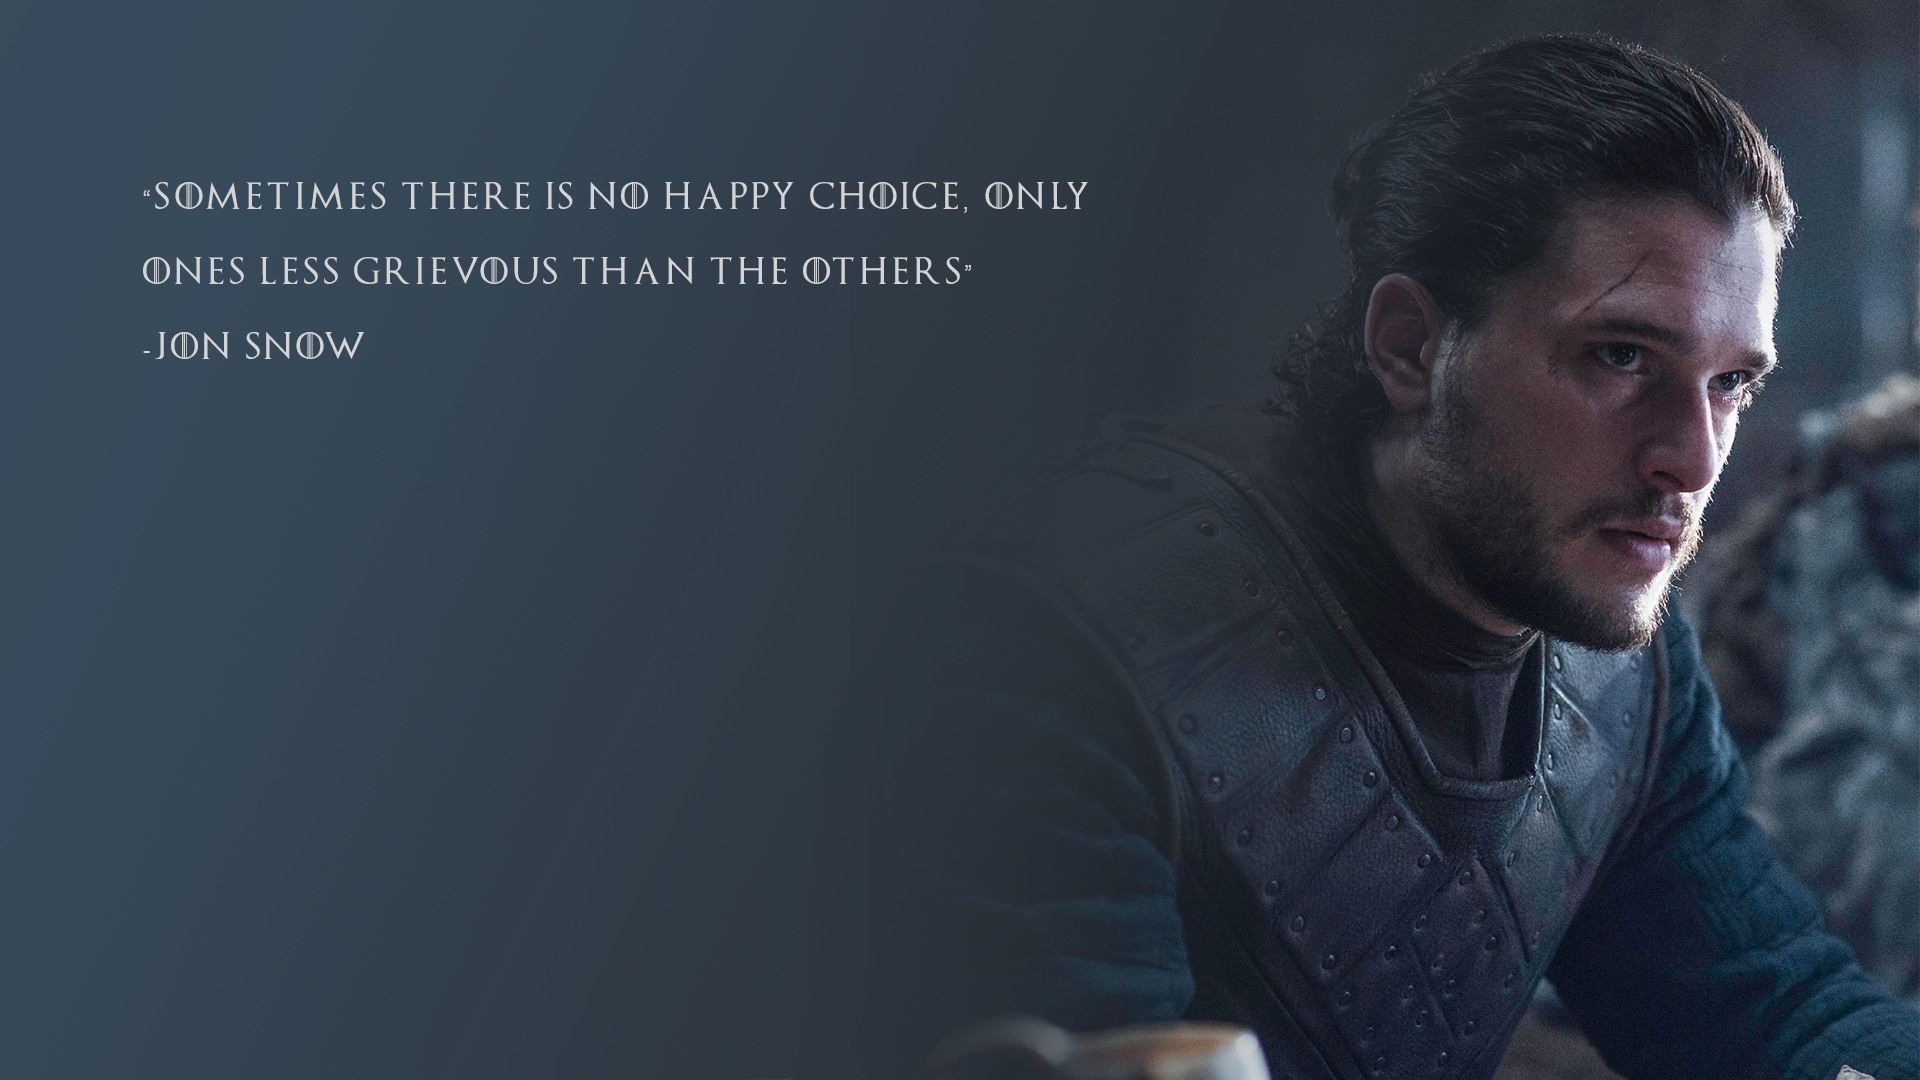 “SOMETIMES THERE IS NO HAPPY CHOICE, ONLY
ONES LESS GRIEVOUS THAN THE OTHERS”
-JON SNOW